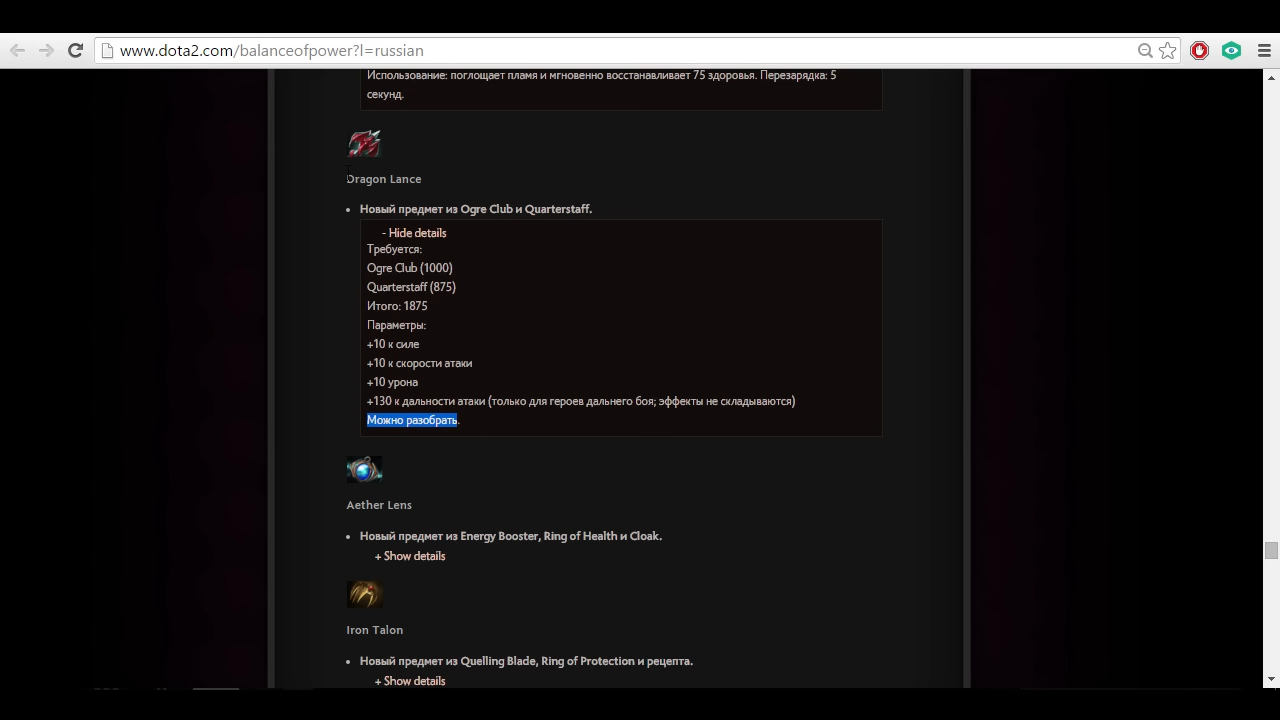 www.dota2.com/balanceofpower?l=russian
Использование: поглощает пламя и мгновенно восстанавливает 75 здоровья. Перезарядка: 5
секунд.
Dragon Lance
Новый предмет из Ogre Club и Quarterstaff.
- Hide details
Требуется:
Ogre Club (1000)
Quarterstaff (875)
Итого: 1875
Параметры:
+10 к силе
+10 к скорости атаки
+10 урона
+130 к дальности атаки (только для героев дальнего боя; эффекты не складываются)
Можно разобрать.
Aether Lens
Новый предмет из Energy Booster, Ring of Health и Cloak.
+ Show details
Iron Talon
Новый предмет из Quelling Blade, Ring of Protection и рецепта.
+ Show details